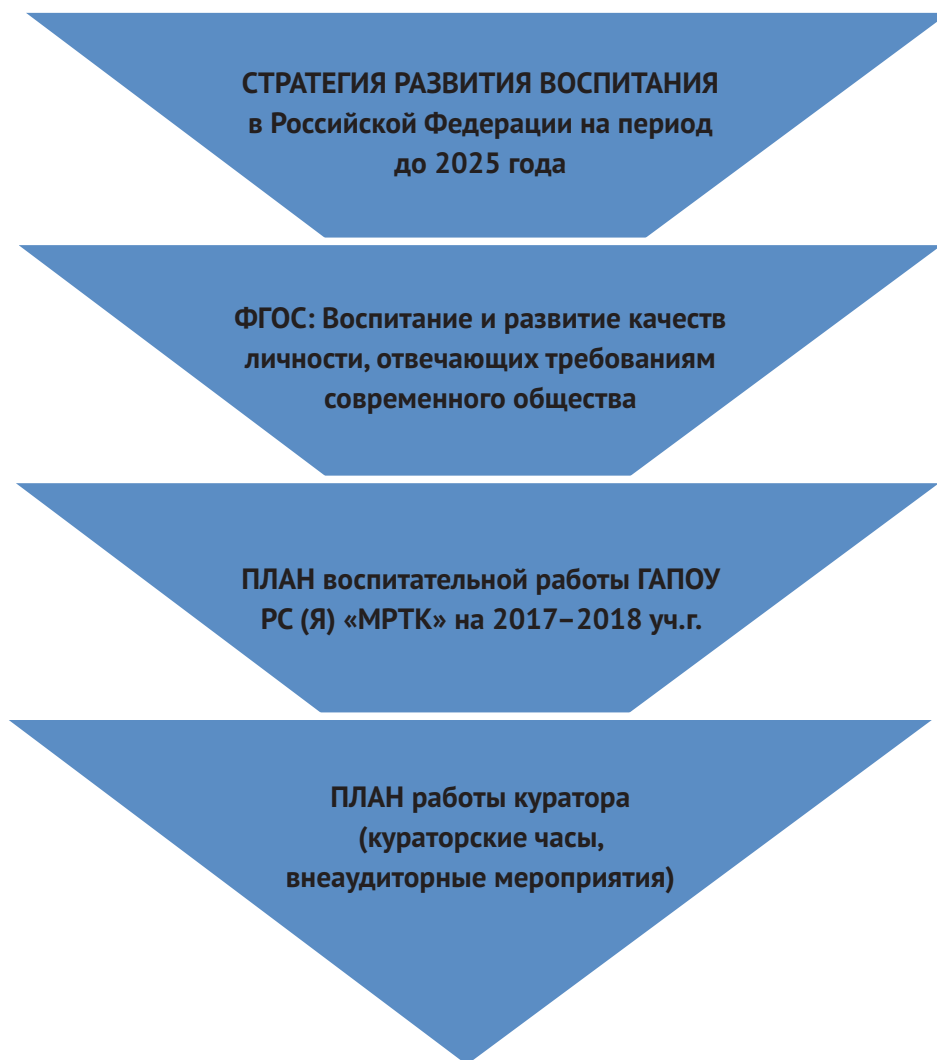 СТРАТЕГИЯ РАЗВИТИЯ ВОСПИТАНИЯ
в Российской Федерации на период
до 2025 года
ФГОС: Воспитание и развитие качеств
личности, отвечающих требованиям
современного общества
ПЛАН воспитательной работы ГАПОУ
РС (Я) «МРТК» на 2017–2018 уч.г.
ПЛАН работы куратора
(кураторские часы,
внеаудиторные мероприятия)